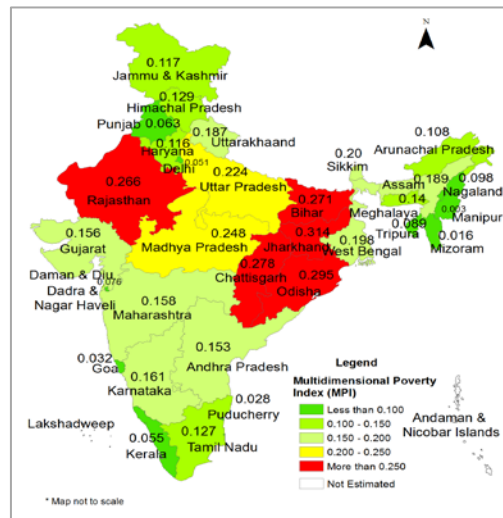 N
0.117
Jammu & Kashmir
0.129
Himachal Pradesh
Punjab 0.063
0.187
Uttarakhaand
0.116
Haryana
Delhi 0.051
0.266
Rajasthan
0.224
Uttar Pradesh
0.20
Sikkim
0.108
Arunachal Pradesh
Assam 0.189
0.098
Nagaland
0.14
Meghalaya
0.003
Manipur
0.089
Tripura
0.016
Mizoram
0.271
Bihar
0.314
Jharkhand
0.198
West Bengal
0.156
Gujarat
0.248
Madhya Pradesh
0.278
Chattisgarh
0.295
Odisha
Daman & Diu
0.076
Dadra &
Nagar Haveli
0.158
Maharashtra
0.153
Andhra Pradesh
0.032
Goa
0.161
Karnataka
0.028
Puducherry
Lakshadweep
0.055
Kerala
0.127
Tamil Nadu
Andaman &
Nicobar Islands
Legend
Multidimensional Poverty
Index (MPI)
Less than 0.100
0.100 - 0.150
0.150 - 0.200
0.200 - 0.250
More than 0.250
Not Estimated
* Map not to scale